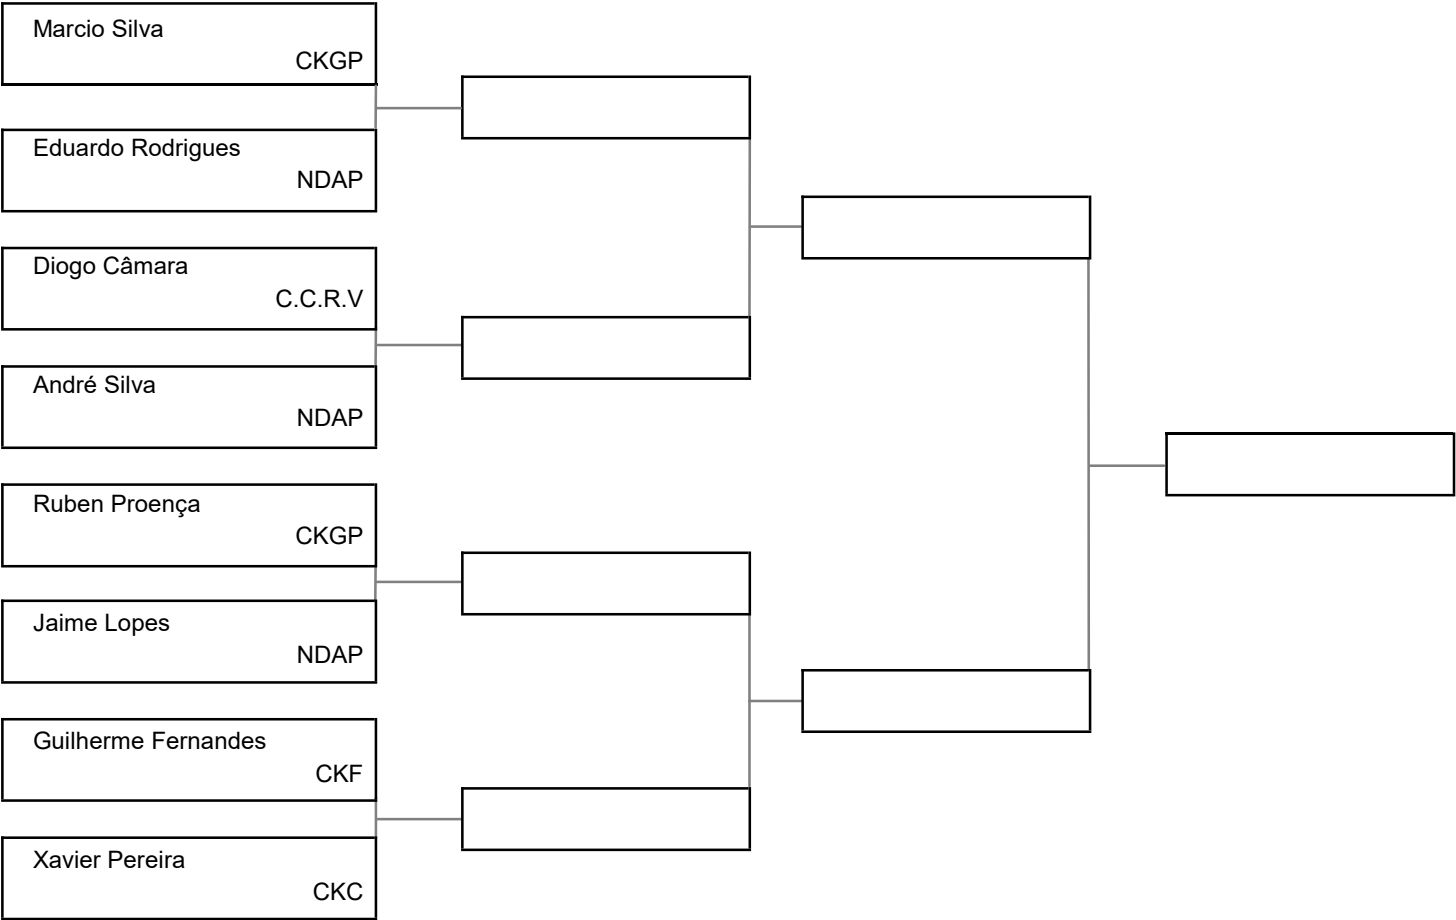 Marcio Silva
CKGP
Eduardo Rodrigues
NDAP
Diogo Câmara
C.C.R.V
André Silva
NDAP
Ruben Proença
CKGP
Jaime Lopes
NDAP
Guilherme Fernandes
CKF
Xavier Pereira
CKC